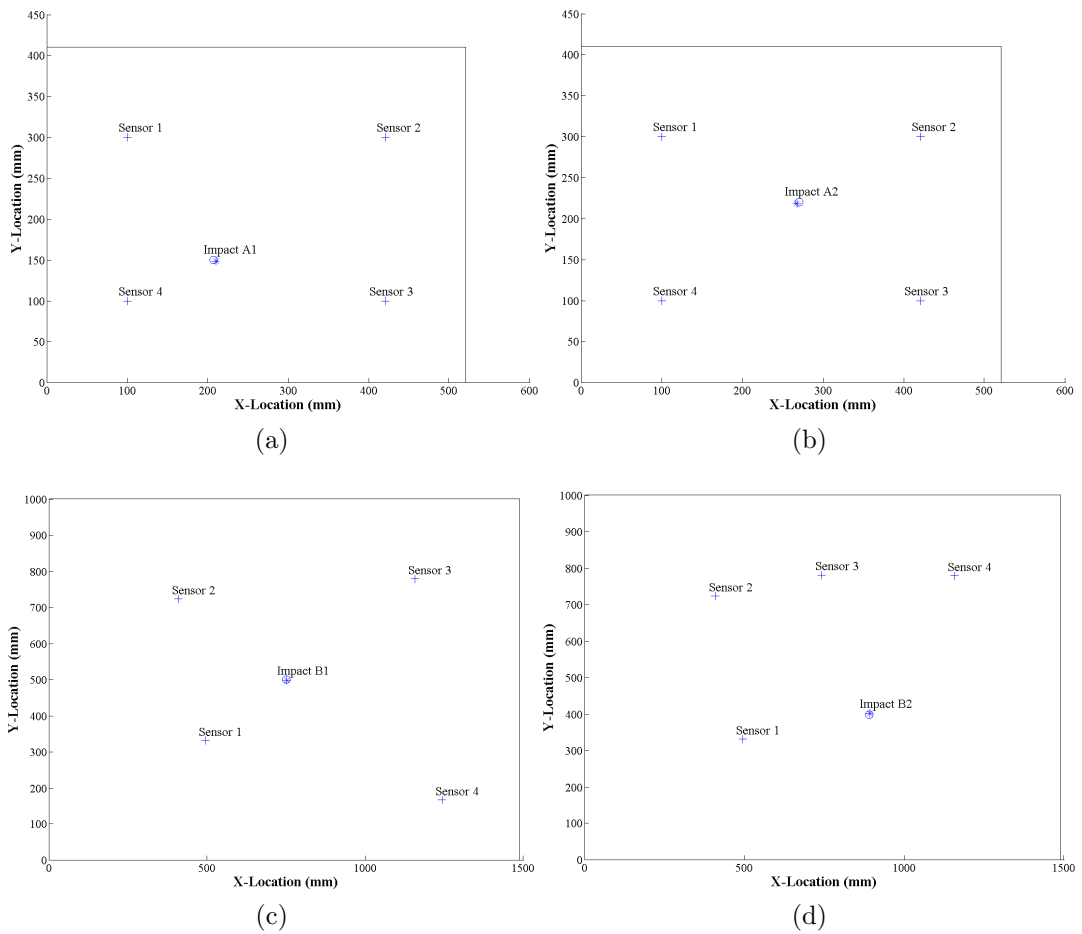 450
400
350
300
250
200
150
100
50
0
Y-Location (mm)
Sensor 1
Sensor 2
Impact A1
Sensor 4
Sensor 3
0 100 200 300 400 500 600
X-Location (mm)
(a)
450
400
350
300
250
200
150
100
50
0
Y-Location (mm)
Sensor 1
Sensor 2
Impact A2
Sensor 4
Sensor 3
0 100 200 300 400 500 600
X-Location (mm)
(b)
1000
900
800
700
600
500
400
300
200
100
0
Y-Location (mm)
Sensor 3
Sensor 2
Impact B1
Sensor 1
Sensor 4
0 500 1000 1500
X-Location (mm)
(c)
1000
900
800
700
600
500
400
300
200
100
0
Y-Location (mm)
Sensor 3
Sensor 4
Sensor 2
Impact B2
Sensor 1
0 500 1000 1500
X-Location (mm)
(d)